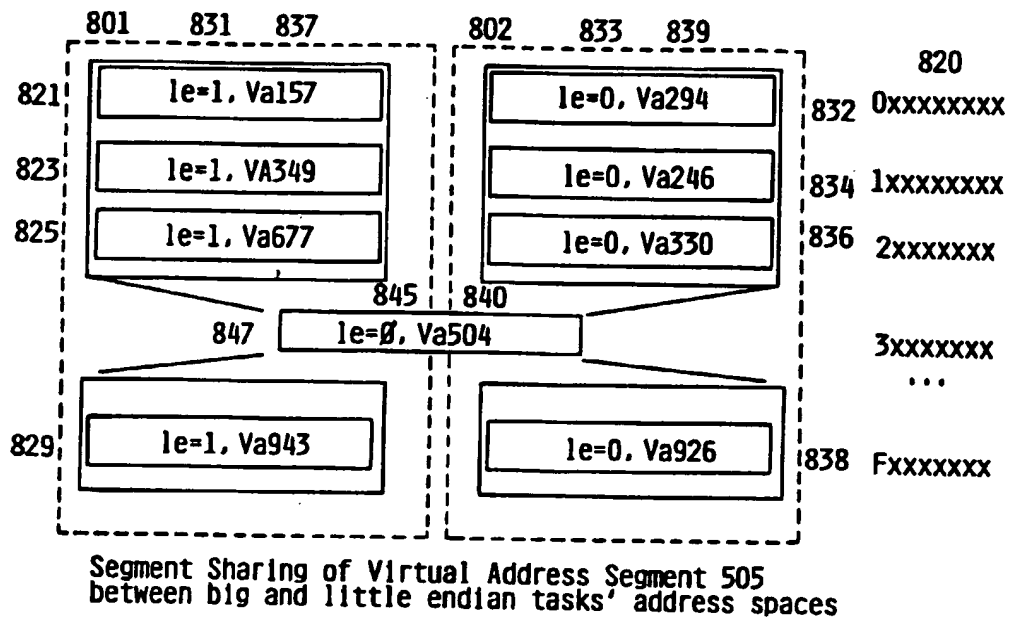 801 831 837 802 833 839
820
821 le=1, Va157 le=0, Va294 832 0xxxxxxxx
823 le=1, VA349 le=0, Va246 834 1xxxxxxxx
825 le=1, Va677 le=0, Va330 836 2xxxxxxx
845 840
847 le=Ø, Va504 3xxxxxxx
...
829 le=1, Va943 le=0, Va926 838 Fxxxxxxx
Segment Sharing of Virtual Address Segment 505
between big and little endian tasks' address spaces